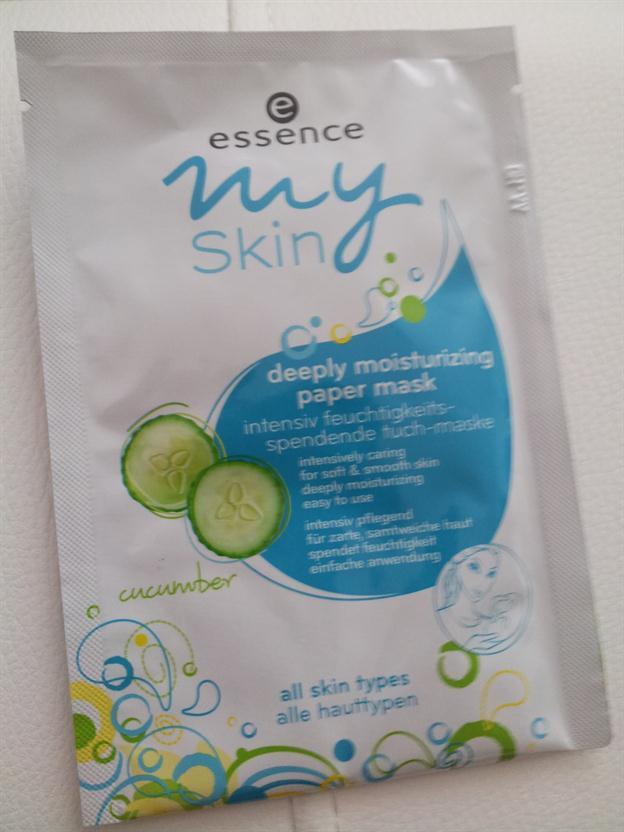 e
essence
my
skin
deeply moisturizing
paper mask
intensiv feuchtigkeits-
spendende tuch-maske
intensively caring
for soft & smooth skin
deeply moisturizing
easy to use
intensiv pflegend
für zarte, samtweiche haut
spendet feuchtigkeit
einfache anwendung
cucumber
all skin types
alle hauttypen